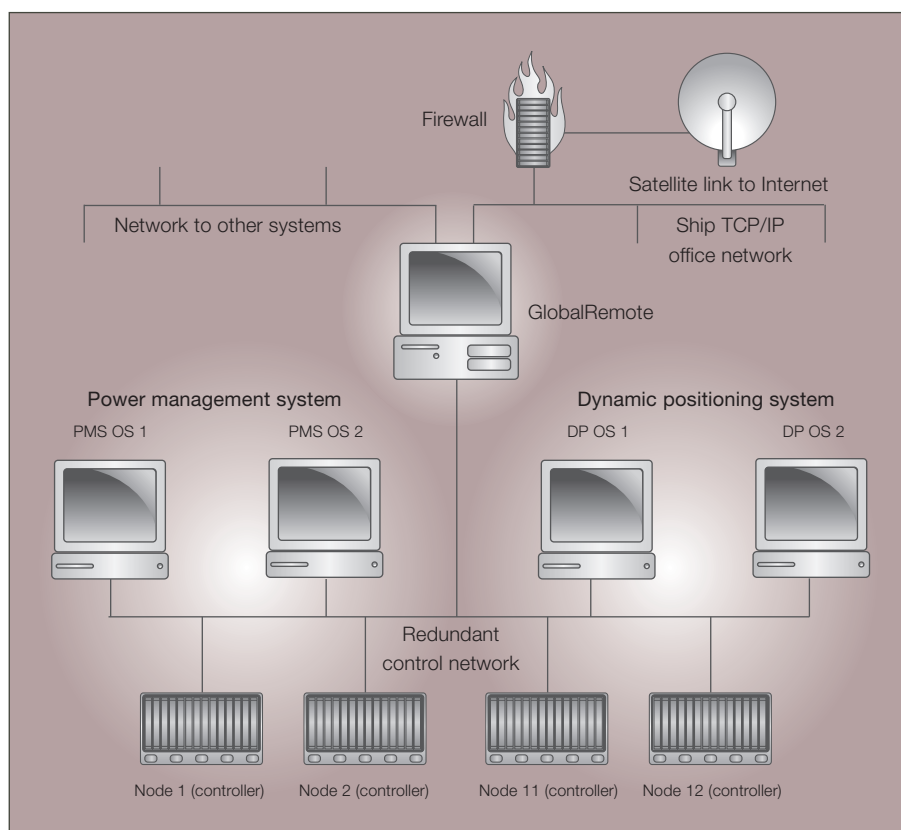 Firewall
Satellite link to Internet
Network to other systems
Ship TCP/IP
office network
GlobalRemote
Power management system
Dynamic positioning system
PMS OS 1
PMS OS 2
DP OS 1
DP OS 2
Redundant
control network
Node 1 (controller)
Node 2 (controller)
Node 11 (controller)
Node 12 (controller)